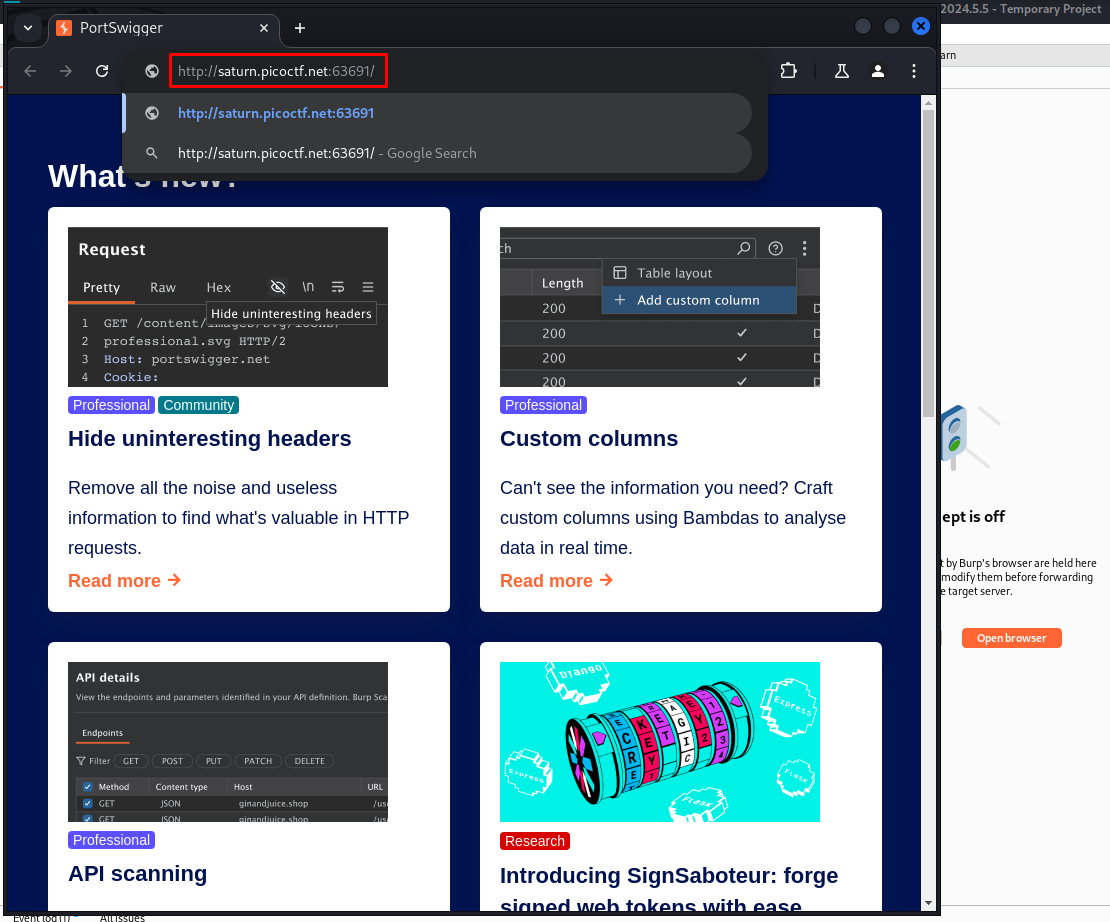 2024.5.5 - Temporary Project
PortSwigger
arn
http://saturn.picoctf.net:63691/
http://saturn.picoctf.net:63691
http://saturn.picoctf.net:63691/ - Google Search
What's new?
Request
Pretty Raw Hex \n
Hide uninteresting headers
1 GET /content/images/svg/icons/
2 professional.svg HTTP/2
3 Host: portswigger.net
4 Cookie:
Professional Community
Hide uninteresting headers
Remove all the noise and useless
information to find what's valuable in HTTP
requests.
Read more →
ch
Length
Table layout
Add custom column
200
200
200
200
Professional
Custom columns
Can't see the information you need? Craft
custom columns using Bambdas to analyse
data in real time.
Read more →
ept is off
t by Burp's browser are held here
modify them before forwarding
e target server.
Open browser
API details
View the endpoints and parameters identified in your API definition. Burp Sca
Endpoints
Filter GET POST PUT PATCH DELETE
Method Content type Host URL
GET JSON ginandjuice.shop /use
GET JSON ginandjuice.shop /use
Professional
API scanning
Django
Express
Express
Flask
Flask
Research
Introducing SignSaboteur: forge
signed web tokens with ease
Event log (1) All issues